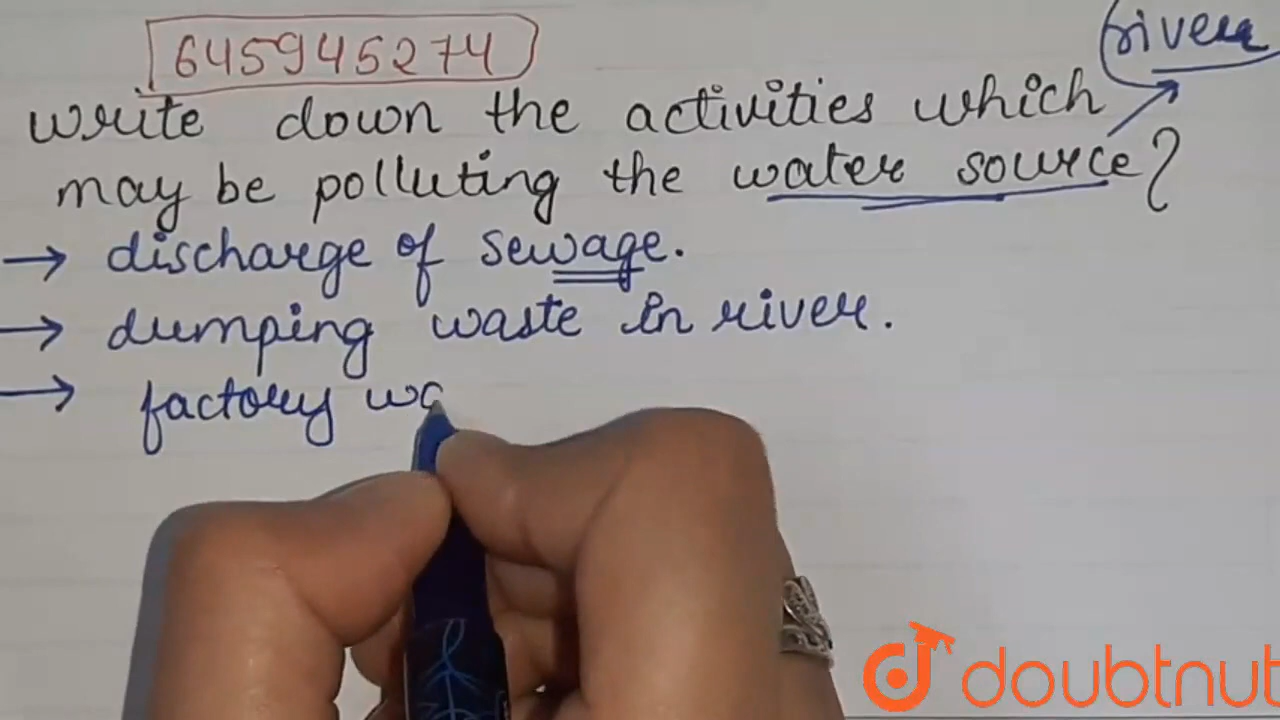 645945274
river
write down the activities which
may be polluting the water source?
→ discharge of sewage.
→ dumping waste in river.
→ factory wa
doubtnut